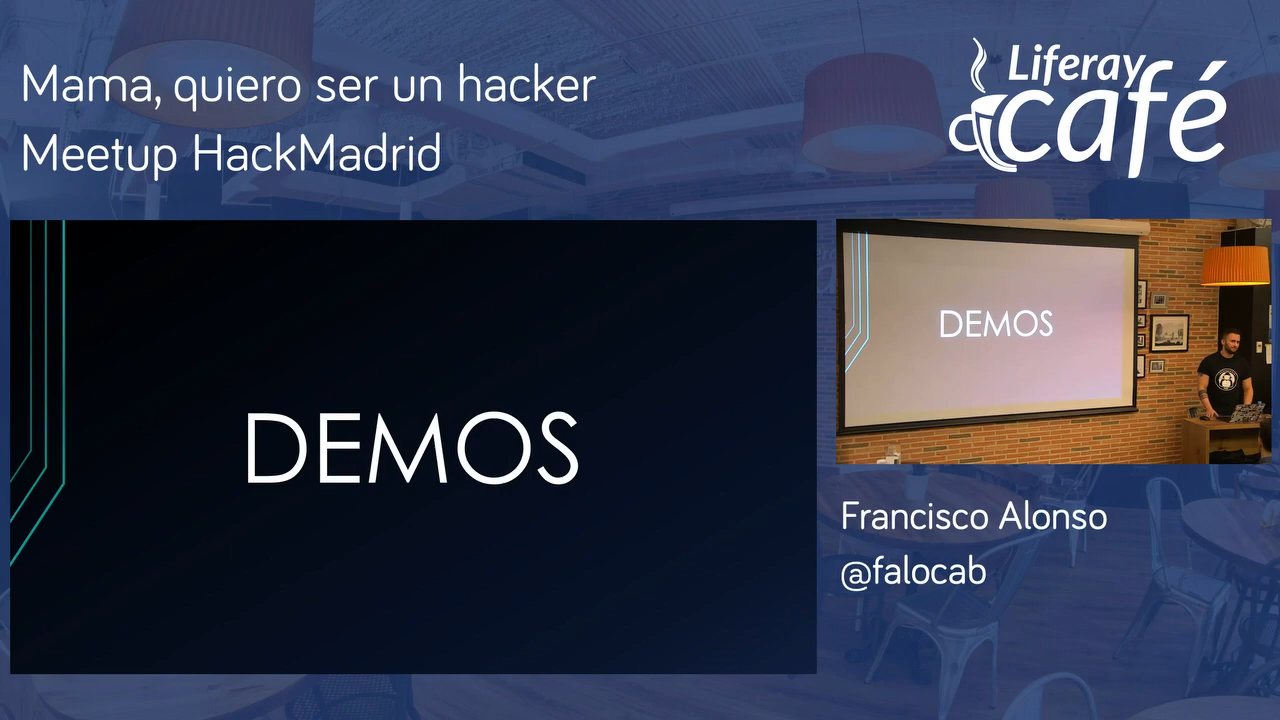 Mama, quiero ser un hacker
Meetup HackMadrid
Liferay
café
DEMOS
DEMOS
Francisco Alonso
@falocab